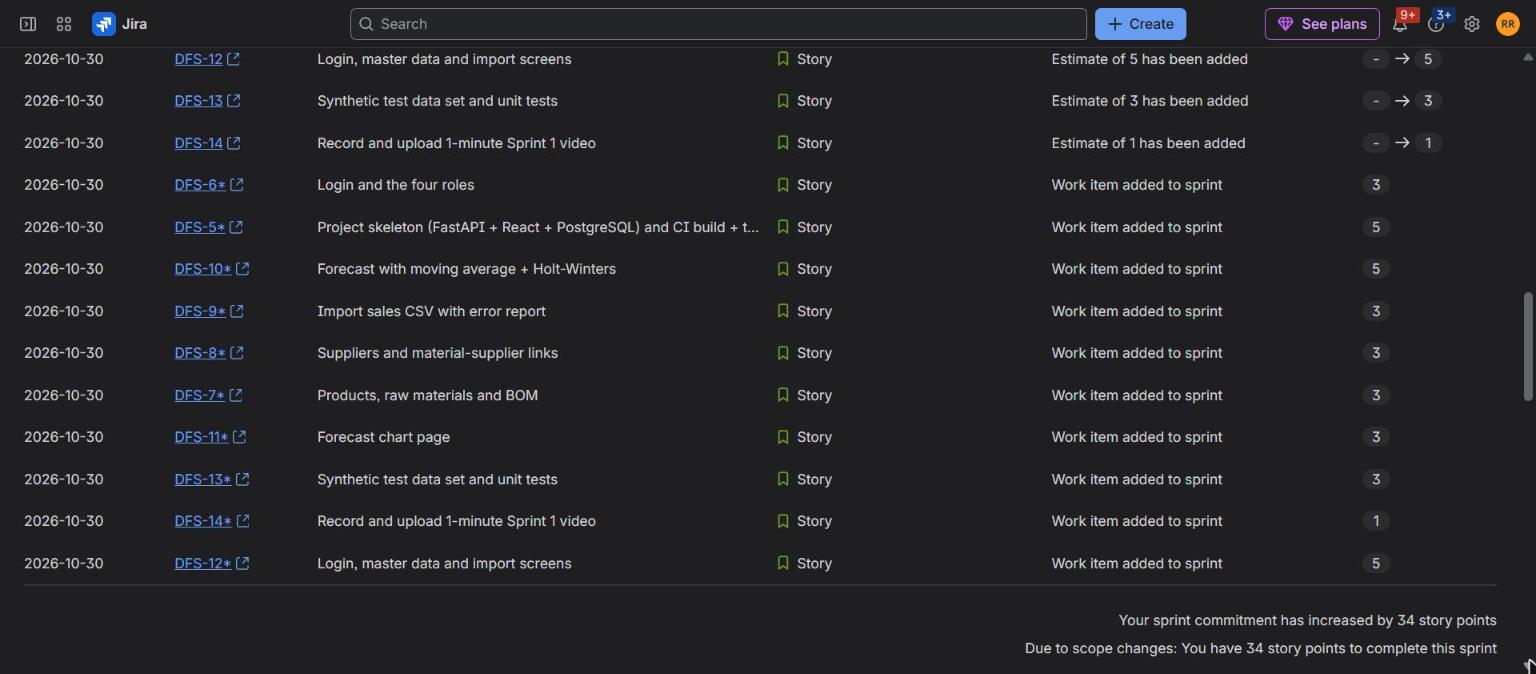 Jira
Search
+ Create
See plans
9+
3+
RR
2026-10-30 DFS-12 Login, master data and import screens Story Estimate of 5 has been added - → 5
2026-10-30 DFS-13 Synthetic test data set and unit tests Story Estimate of 3 has been added - → 3
2026-10-30 DFS-14 Record and upload 1-minute Sprint 1 video Story Estimate of 1 has been added - → 1
2026-10-30 DFS-6* Login and the four roles Story Work item added to sprint 3
2026-10-30 DFS-5* Project skeleton (FastAPI + React + PostgreSQL) and CI build + t... Story Work item added to sprint 5
2026-10-30 DFS-10* Forecast with moving average + Holt-Winters Story Work item added to sprint 5
2026-10-30 DFS-9* Import sales CSV with error report Story Work item added to sprint 3
2026-10-30 DFS-8* Suppliers and material-supplier links Story Work item added to sprint 3
2026-10-30 DFS-7* Products, raw materials and BOM Story Work item added to sprint 3
2026-10-30 DFS-11* Forecast chart page Story Work item added to sprint 3
2026-10-30 DFS-13* Synthetic test data set and unit tests Story Work item added to sprint 3
2026-10-30 DFS-14* Record and upload 1-minute Sprint 1 video Story Work item added to sprint 1
2026-10-30 DFS-12* Login, master data and import screens Story Work item added to sprint 5
Your sprint commitment has increased by 34 story points
Due to scope changes: You have 34 story points to complete this sprint